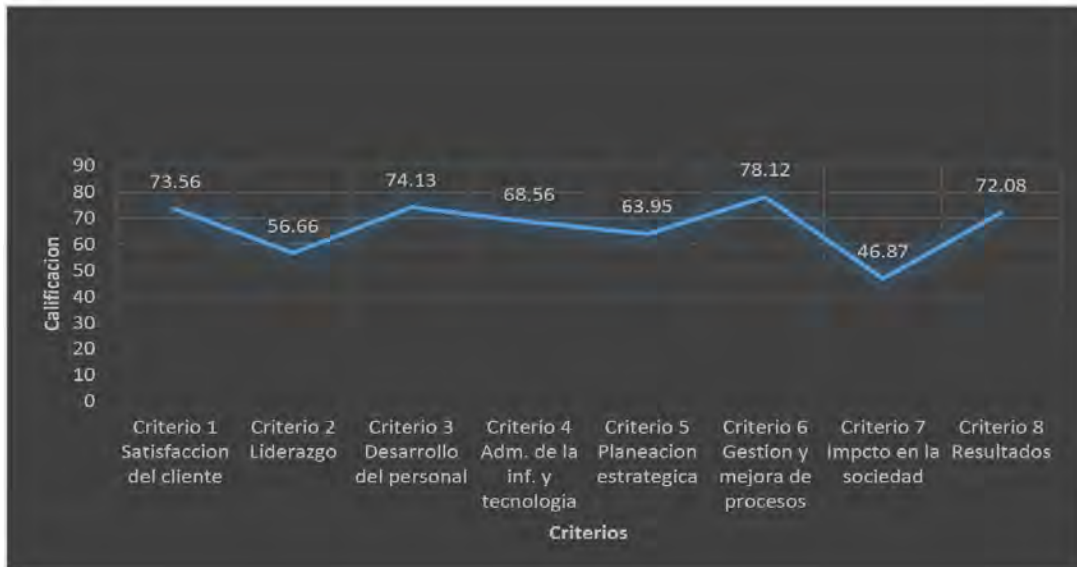 90
80
70
60
50
40
30
20
10
0
Calificacion
73.56
56.66
74.13
68.56
63.95
78.12
46.87
72.08
Criterio 1
Satisfaccion
del cliente
Criterio 2
Liderazgo
Criterio 3
Desarrollo
del personal
Criterio 4
Adm. de la
inf. y
tecnologia
Criterio 5
Planeacion
estrategica
Criterio 6
Gestion y
mejora de
procesos
Criterio 7
Impcto en la
sociedad
Criterio 8
Resultados
Criterios